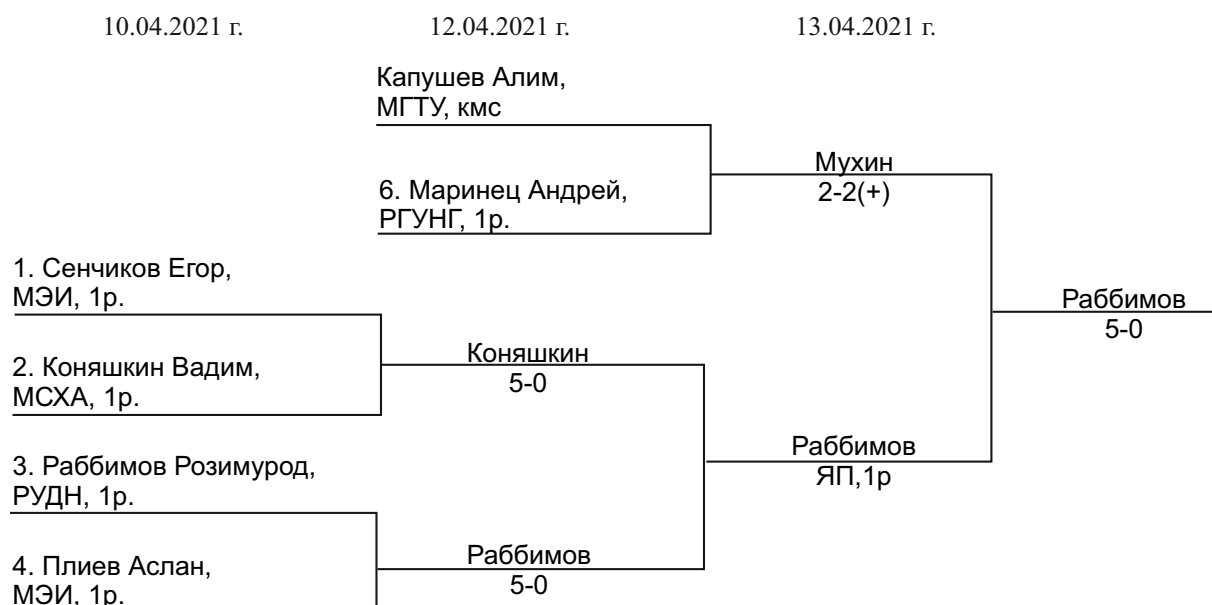 10.04.2021 г.
12.04.2021 г.
13.04.2021 г.
Капушев Алим,
МГТУ, кмс
6. Маринец Андрей,
РГУНГ, 1р.
Мухин
2-2(+)
1. Сенчиков Егор,
МЭИ, 1р.
2. Коняшкин Вадим,
МСХА, 1р.
Коняшкин
5-0
Раббимов
5-0
3. Раббимов Розимурод,
РУДН, 1р.
4. Плиев Аслан,
МЭИ, 1р.
Раббимов
5-0
Раббимов
ЯП,1р